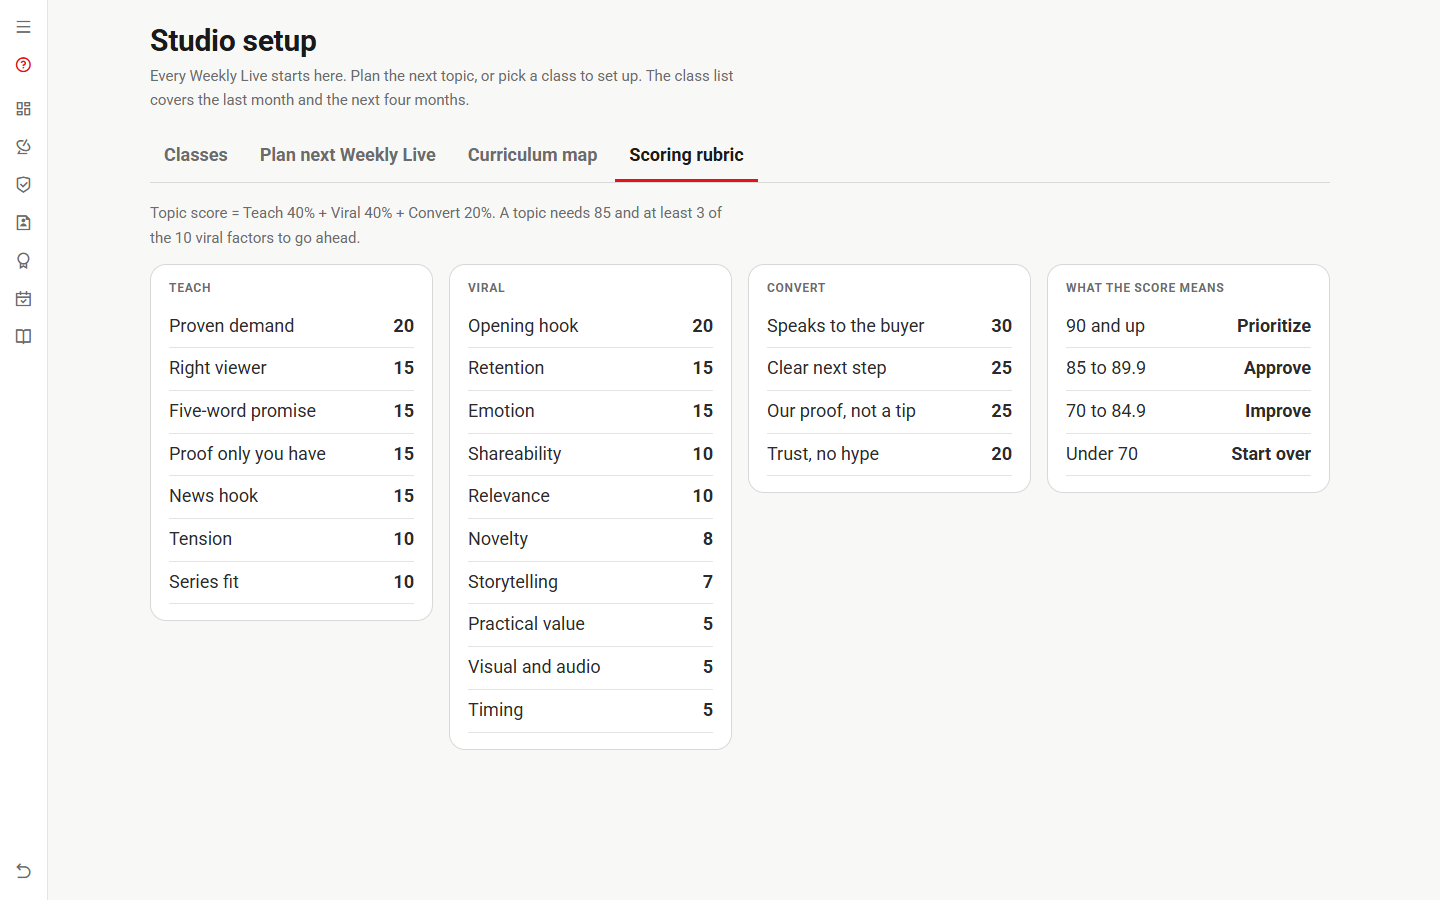 Studio setup
Every Weekly Live starts here. Plan the next topic, or pick a class to set up. The class list
covers the last month and the next four months.
Classes
Plan next Weekly Live
Curriculum map
Scoring rubric
Topic score = Teach 40% + Viral 40% + Convert 20%. A topic needs 85 and at least 3 of
the 10 viral factors to go ahead.
TEACH
Proven demand 20
Right viewer 15
Five-word promise 15
Proof only you have 15
News hook 15
Tension 10
Series fit 10
VIRAL
Opening hook 20
Retention 15
Emotion 15
Shareability 10
Relevance 10
Novelty 8
Storytelling 7
Practical value 5
Visual and audio 5
Timing 5
CONVERT
Speaks to the buyer 30
Clear next step 25
Our proof, not a tip 25
Trust, no hype 20
WHAT THE SCORE MEANS
90 and up Prioritize
85 to 89.9 Approve
70 to 84.9 Improve
Under 70 Start over